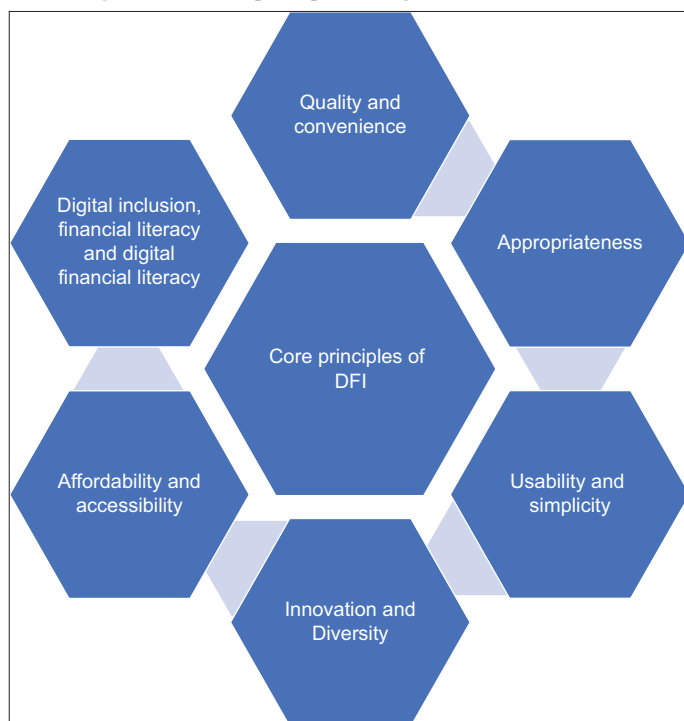 Quality and
convenience
Digital inclusion,
financial literacy
and digital
financial literacy
Appropriateness
Core principles of
DFI
Affordability and
accessibility
Usability and
simplicity
Innovation and
Diversity